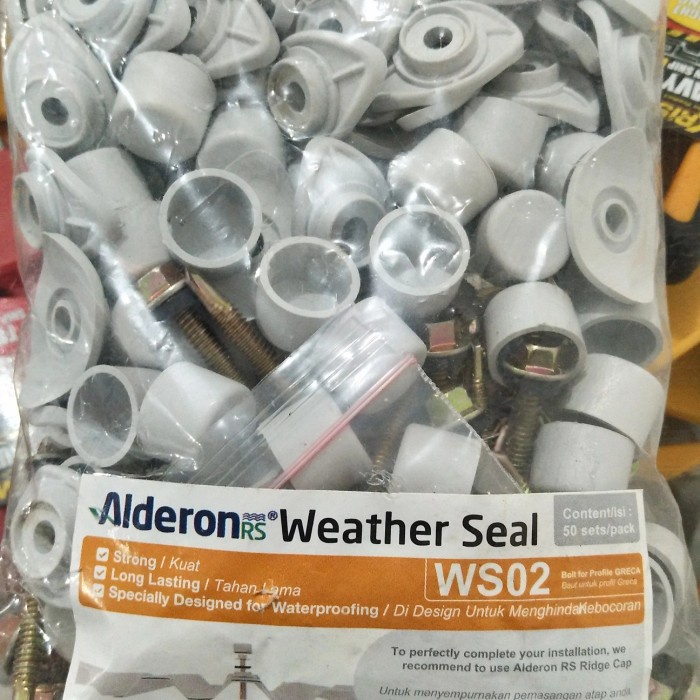 Alderon RS® Weather Seal
Content/Isi :
50 sets/pack
Strong / Kuat
Long Lasting / Tahan Lama
Specially Designed for Waterproofing / Di Design Untuk Menghindari Kebocoran
WS02
Belt for Profile GRECA
Baut untuk profil Greca
To perfectly complete your installation, we
recommend to use Alderon RS Ridge Cap
Untuk menyempurnakan pemasangan atap anda